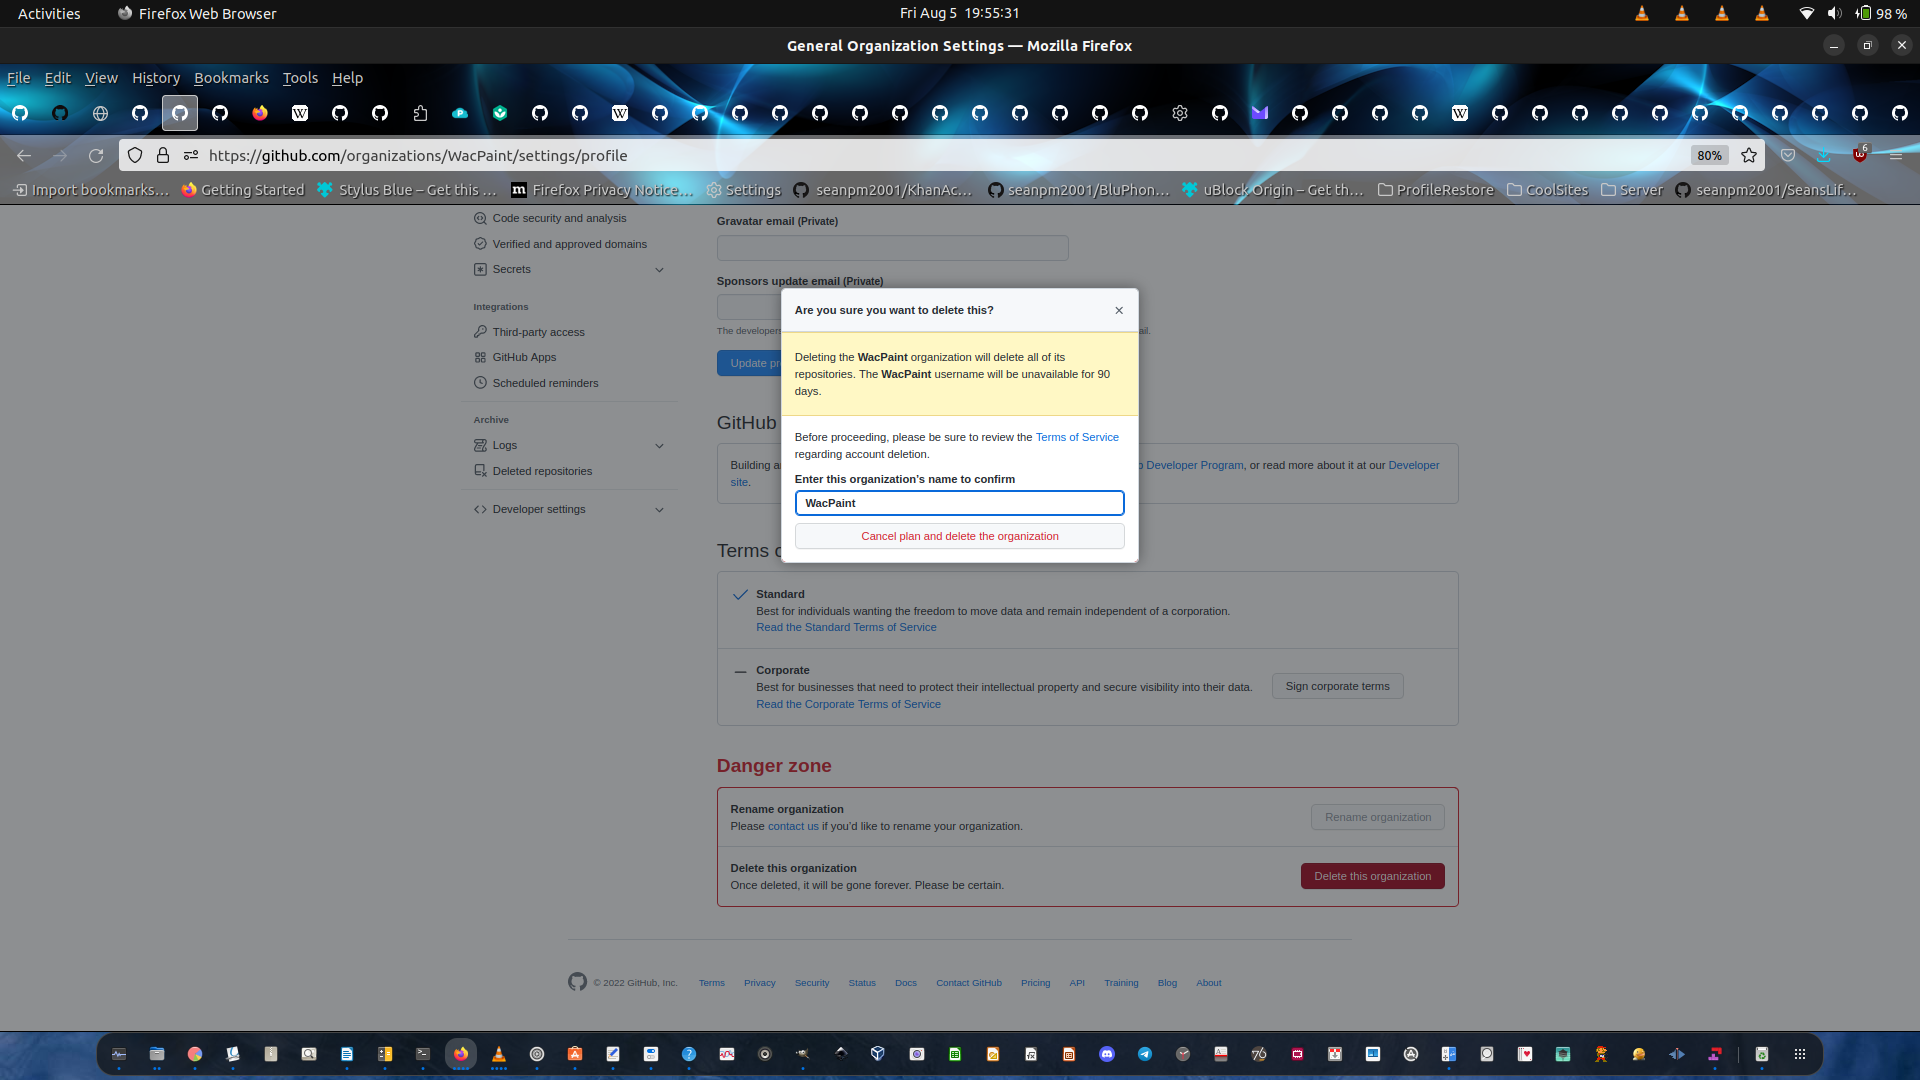 Activities
Firefox Web Browser
Fri Aug 5 19:55:31
98 %
General Organization Settings — Mozilla Firefox
File Edit View History Bookmarks Tools Help
https://github.com/organizations/WacPaint/settings/profile
80%
6
Import bookmarks...
Getting Started
Stylus Blue – Get this ...
Firefox Privacy Notice...
Settings
seanpm2001/KhanAc...
seanpm2001/BluPhon...
uBlock Origin – Get th...
ProfileRestore
CoolSites
Server
seanpm2001/SeansLif...
Code security and analysis
Verified and approved domains
Secrets
Integrations
Third-party access
GitHub Apps
Scheduled reminders
Archive
Logs
Deleted repositories
Developer settings
Gravatar email (Private)
Sponsors update email (Private)
The developer
ail.
Update pr
Are you sure you want to delete this?
Deleting the WacPaint organization will delete all of its
repositories. The WacPaint username will be unavailable for 90
days.
Before proceeding, please be sure to review the Terms of Service
regarding account deletion.
Enter this organization's name to confirm
WacPaint
Cancel plan and delete the organization
GitHub
Building a
Developer Program, or read more about it at our Developer
site.
Terms o
Standard
Best for individuals wanting the freedom to move data and remain independent of a corporation.
Read the Standard Terms of Service
Corporate
Best for businesses that need to protect their intellectual property and secure visibility into their data.
Read the Corporate Terms of Service
Sign corporate terms
Danger zone
Rename organization
Please contact us if you'd like to rename your organization.
Rename organization
Delete this organization
Once deleted, it will be gone forever. Please be certain.
Delete this organization
© 2022 GitHub, Inc.
Terms
Privacy
Security
Status
Docs
Contact GitHub
Pricing
API
Training
Blog
About